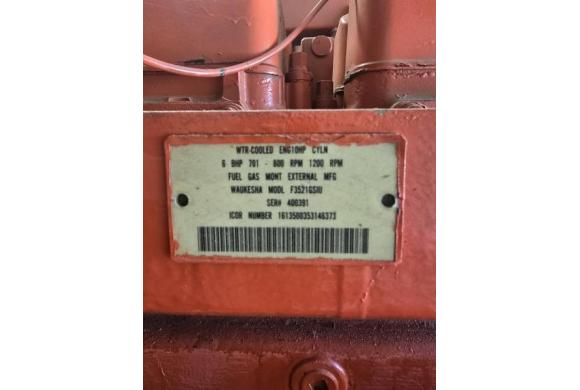 WTR-COOLED ENG10HP CYLN
6 BHP 701 - 800 RPM 1200 RPM
FUEL GAS MONT EXTERNAL MFG
WAUKESHA MODL F3521GSIU
SER# 400391
ICOR NUMBER 1613500353146373